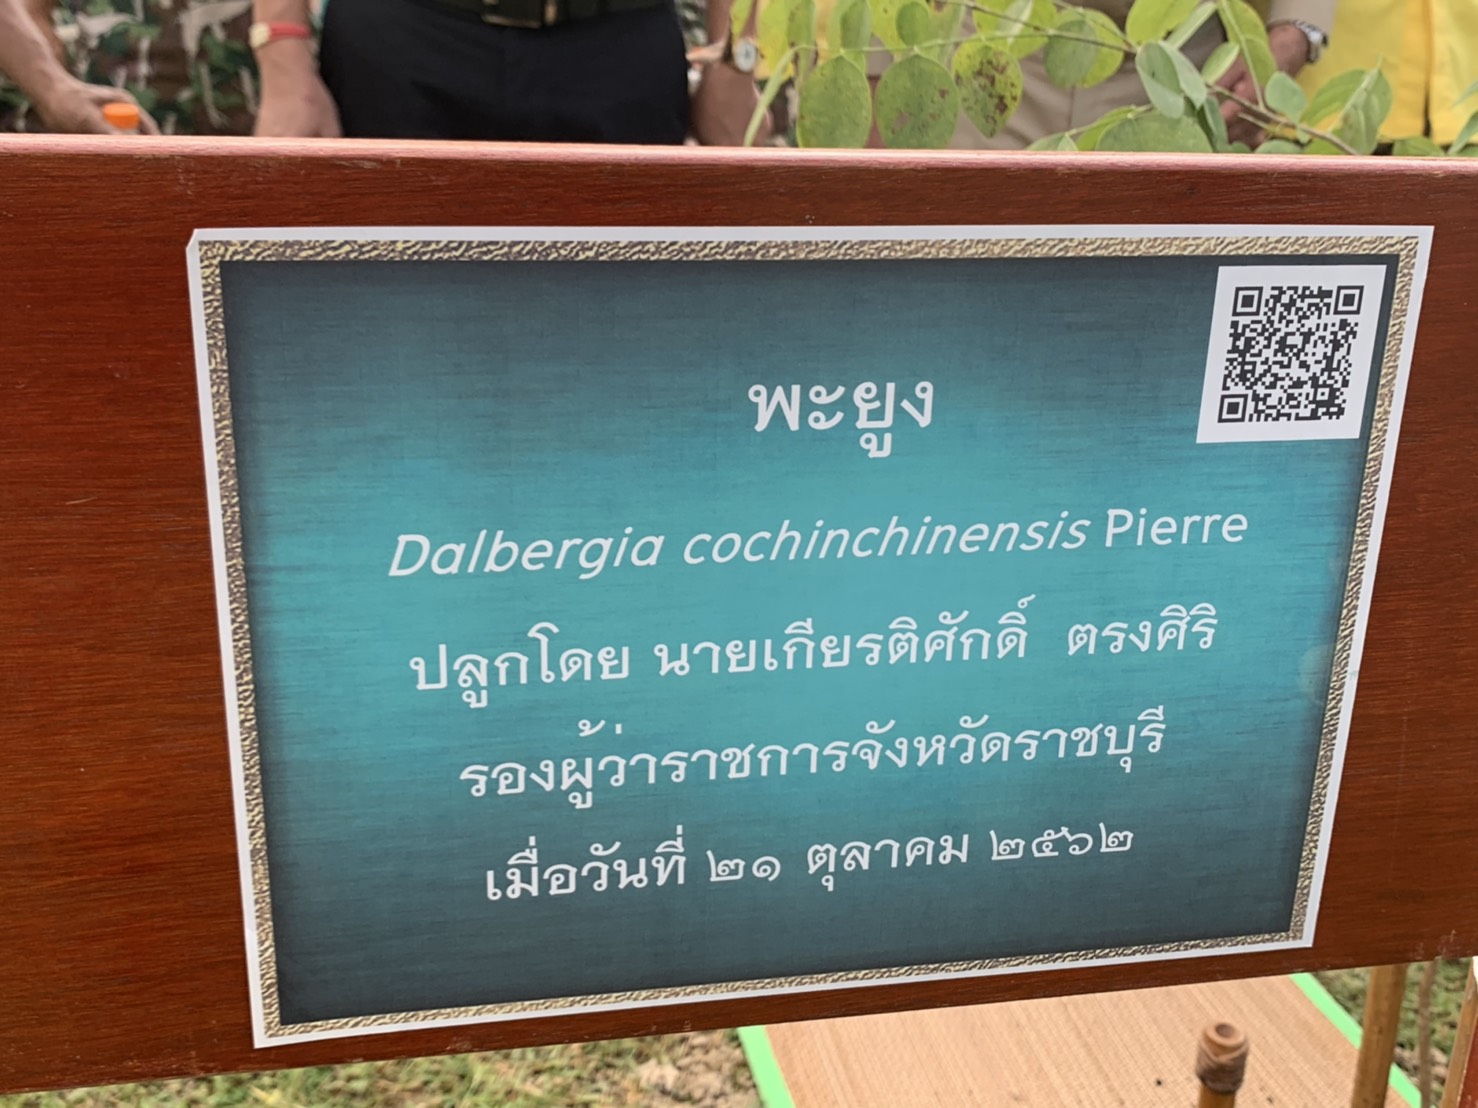 พะยูง
Dalbergia cochinchinensis Pierre
ปลูกโดย นายเกียรติศักดิ์ ตรงศิริ
รองผู้ว่าราชการจังหวัดราชบุรี
เมื่อวันที่ ๒๑ ตุลาคม ๒๕๖๒